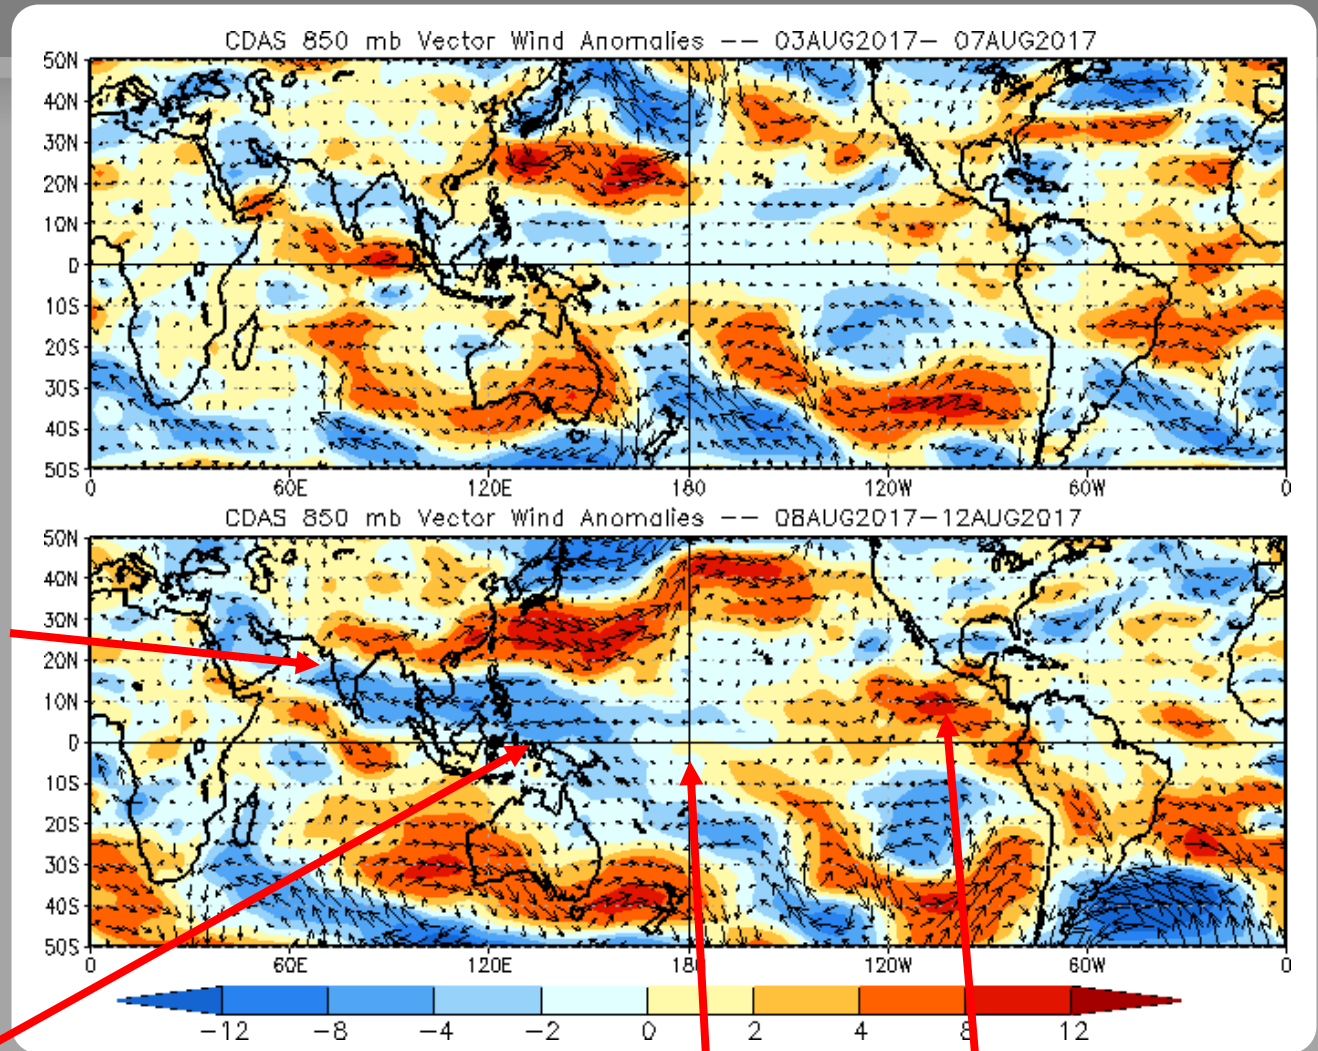 CDAS 850 mb Vector Wind Anomalies -- 03AUG2017- 07AUG2017
50N
40N
30N
20N
10N
0
10S
20S
30S
40S
50S
0 60E 120E 180 120W 60W 0
CDAS 850 mb Vector Wind Anomalies -- 08AUG2017-12AUG2017
50N
40N
30N
20N
10N
0
10S
20S
30S
40S
50S
0 60E 120E 180 120W 60W 0
-12 -8 -4 -2 0 2 4 8 12